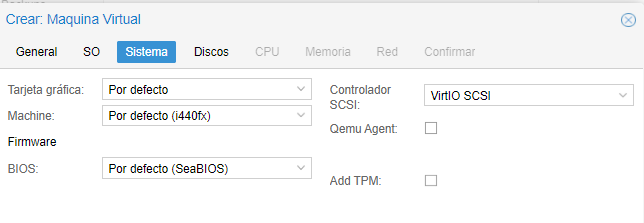 Crear: Maquina Virtual
General SO Sistema Discos CPU Memoria Red Confirmar
Tarjeta gráfica: Por defecto
Machine: Por defecto (i440fx)
Firmware
BIOS: Por defecto (SeaBIOS)
Controlador SCSI: VirtIO SCSI
Qemu Agent:
Add TPM: